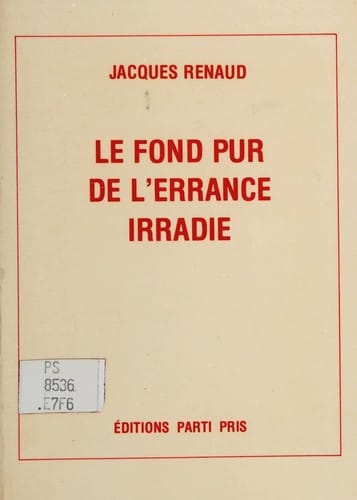 JACQUES RENAUD
LE FOND PUR
DE L'ERRANCE
IRRADIE
PS
8536
.E7F6
ÉDITIONS PARTI PRIS